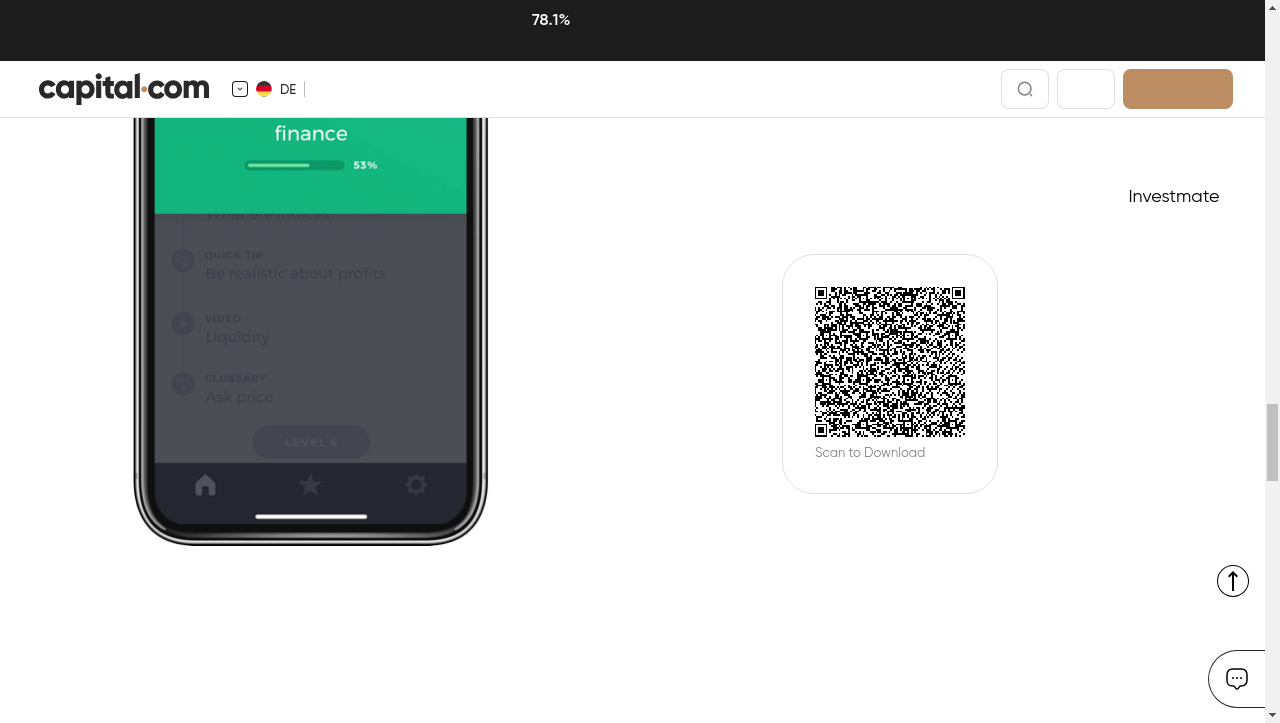 78.1%
capital.com
DE
finance
53%
Investmate
What are indices?
QUICK TIP
Be realistic about profits
VIDEO
Liquidity
GLOSSARY
Ask price
LEVEL 4
Scan to Download